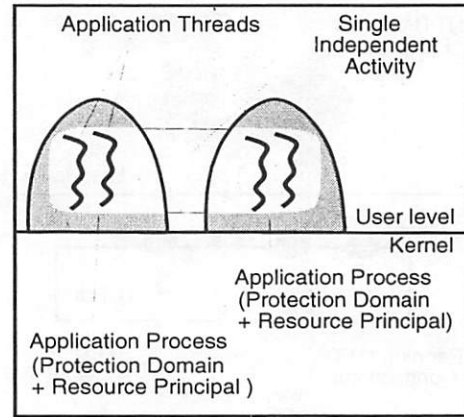 Application Threads
Single
Independent
Activity
User level
Kernel
Application Process
(Protection Domain
+ Resource Principal)
Application Process
(Protection Domain
+ Resource Principal )